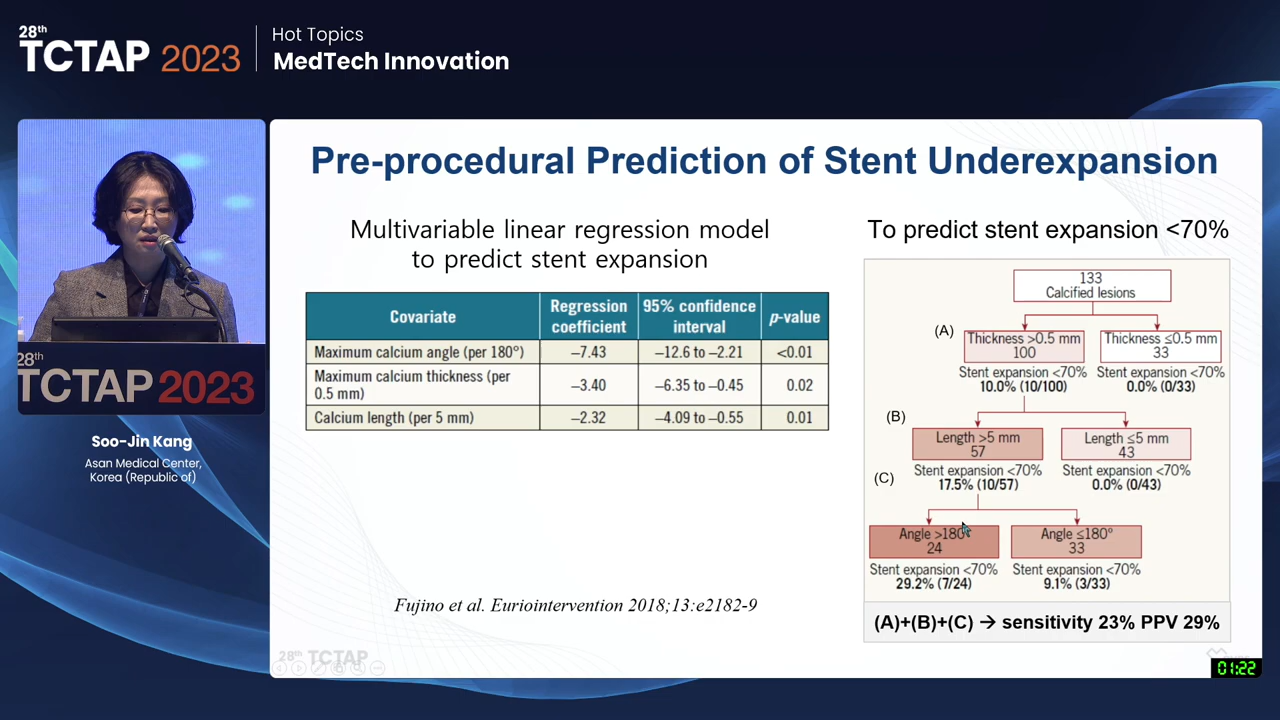 28th
TCTAP 2023
Hot Topics
MedTech Innovation
28th
TCTAP 2023
Soo-Jin Kang
Asan Medical Center,
Korea (Republic of)
Pre-procedural Prediction of Stent Underexpansion
Multivariable linear regression model
to predict stent expansion
Covariate
Regression
coefficient
95% confidence
interval
p-value
Maximum calcium angle (per 180°)
–7.43
–12.6 to –2.21
<0.01
Maximum calcium thickness (per
0.5 mm)
–3.40
–6.35 to –0.45
0.02
Calcium length (per 5 mm)
–2.32
–4.09 to –0.55
0.01
Fujino et al. Euriointervention 2018;13:e2182-9
To predict stent expansion <70%
133
Calcified lesions
(A)
Thickness >0.5 mm
100
Stent expansion <70%
10.0% (10/100)
Thickness ≤0.5 mm
33
Stent expansion <70%
0.0% (0/33)
(B)
Length >5 mm
57
Stent expansion <70%
17.5% (10/57)
Length ≤5 mm
43
Stent expansion <70%
0.0% (0/43)
(C)
Angle >180°
24
Stent expansion <70%
29.2% (7/24)
Angle ≤180°
33
Stent expansion <70%
9.1% (3/33)
(A)+(B)+(C) → sensitivity 23% PPV 29%
28th TCTAP
01:22